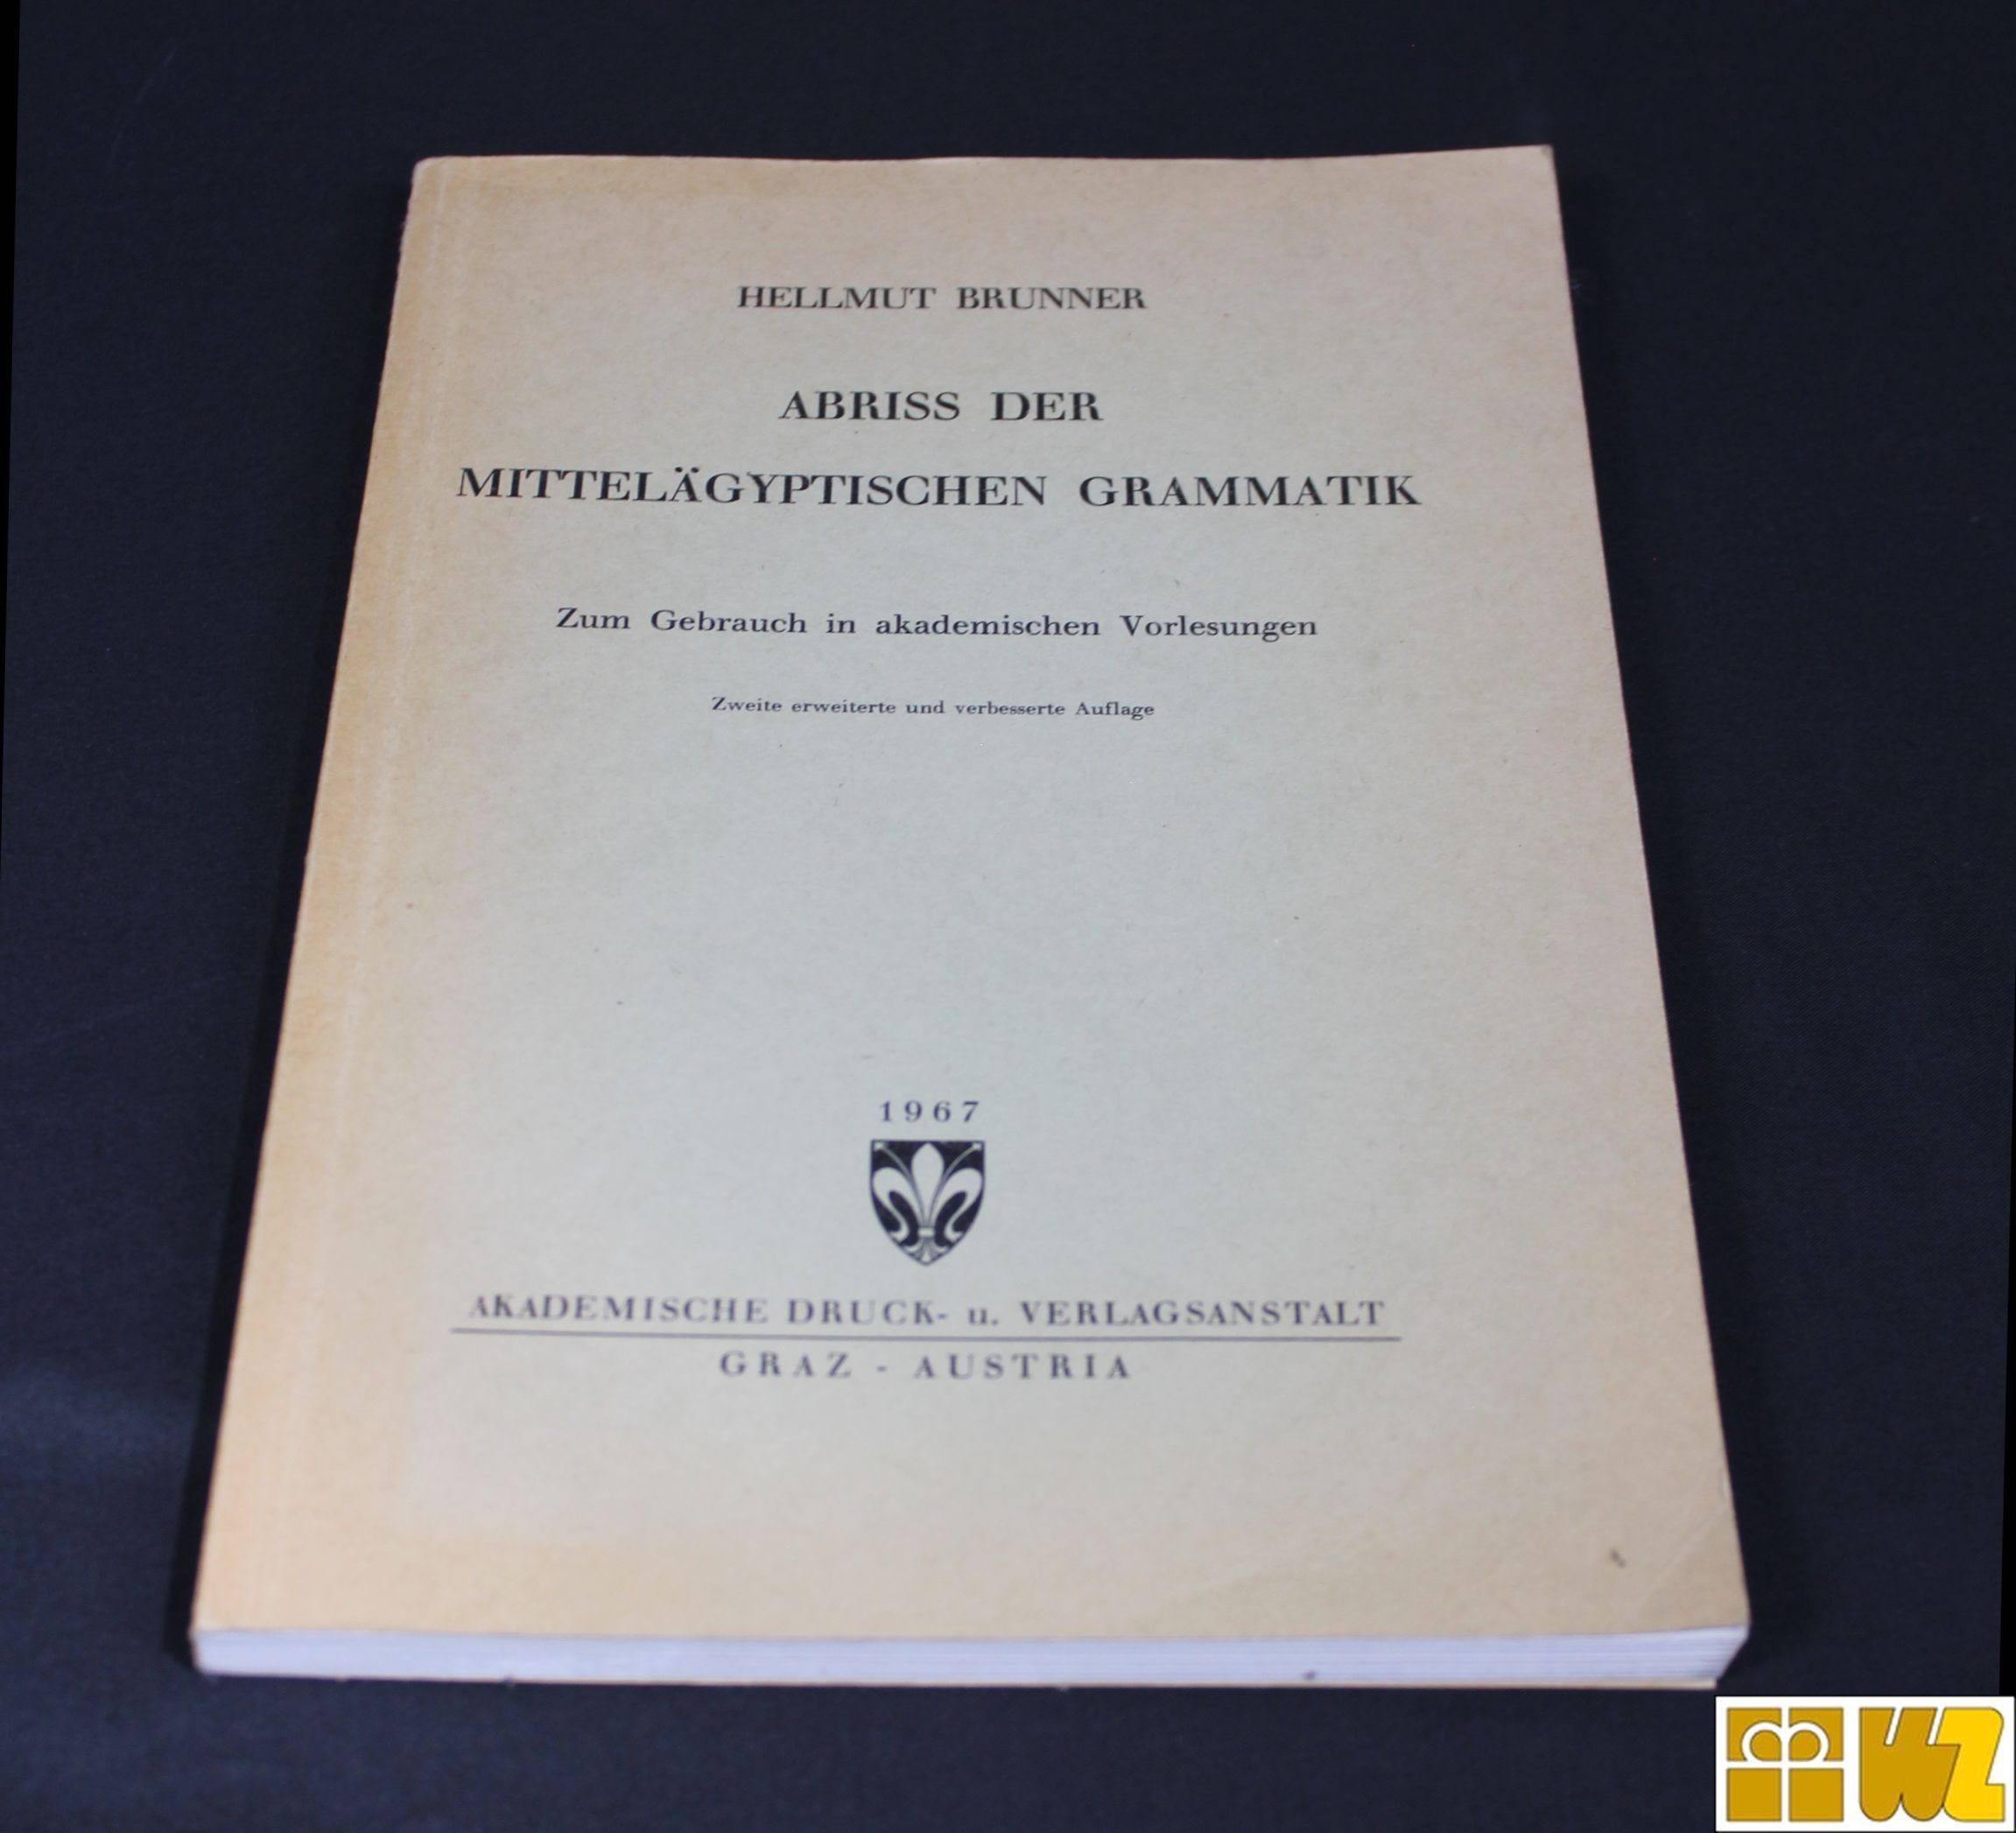 HELLMUT BRUNNER
ABRISS DER
MITTELÄGYPTISCHEN GRAMMATIK
Zum Gebrauch in akademischen Vorlesungen
Zweite erweiterte und verbesserte Auflage
1967
AKADEMISCHE DRUCK- u. VERLAGSANSTALT
GRAZ - AUSTRIA
WZ